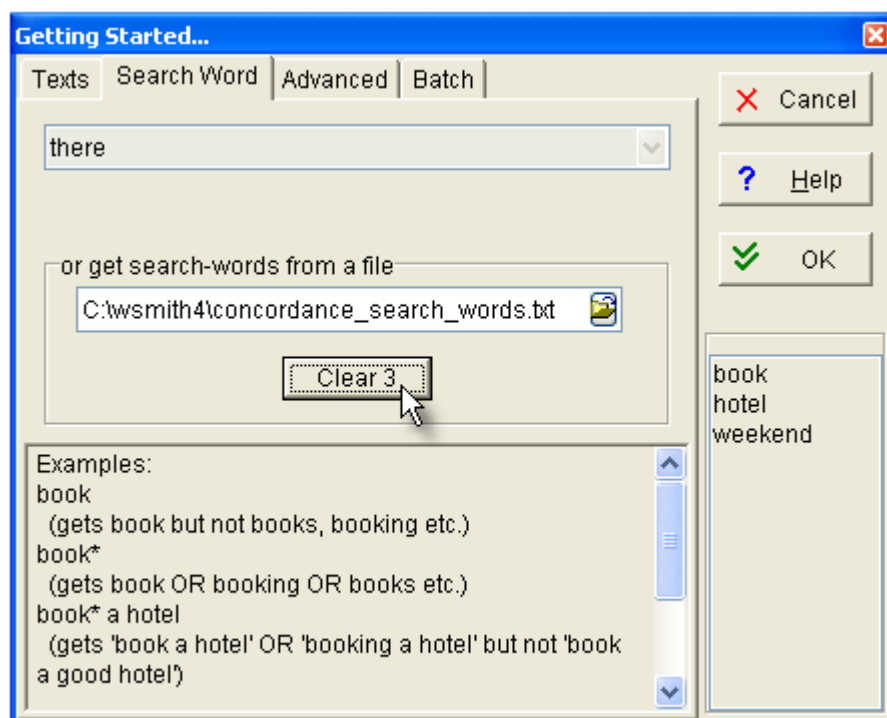 Getting Started...
Texts Search Word Advanced Batch
there
or get search-words from a file
C:\wsmith4\concordance_search_words.txt
Clear 3
Examples:
book
(gets book but not books, booking etc.)
book*
(gets book OR booking OR books etc.)
book* a hotel
(gets 'book a hotel' OR 'booking a hotel' but not 'book
a good hotel')
Cancel
? Help
OK
book
hotel
weekend